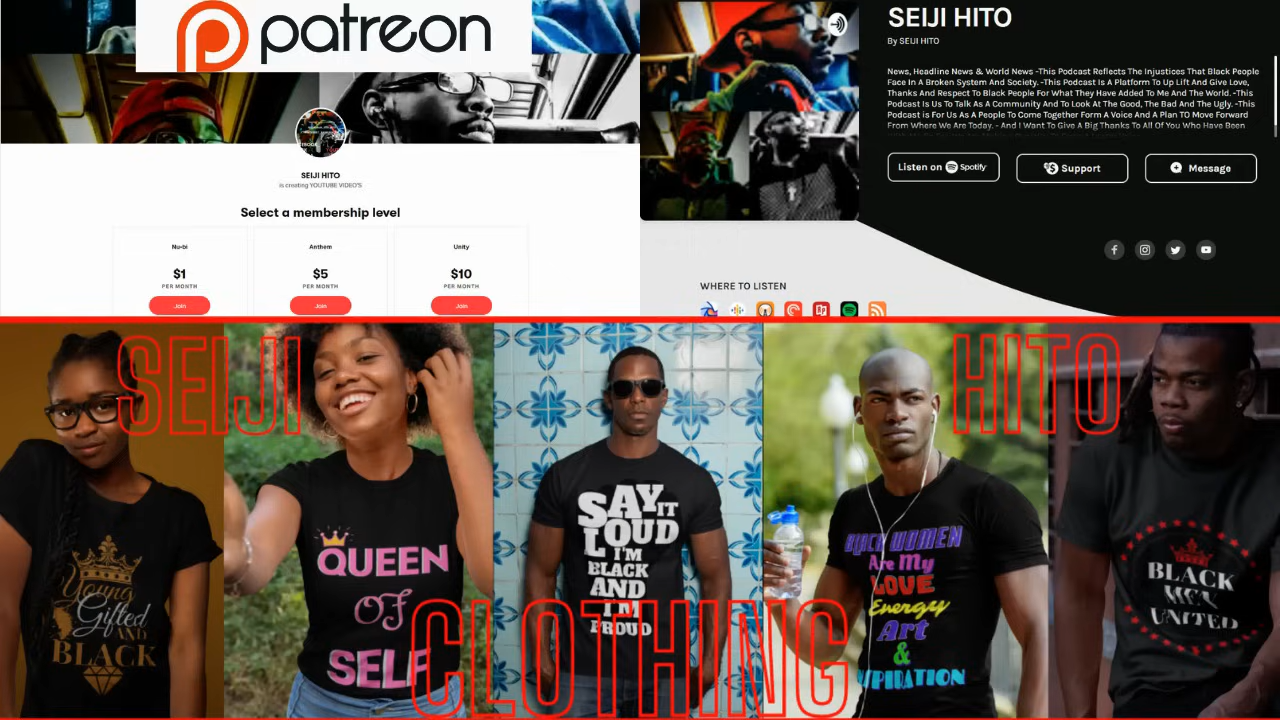 patreon
SEIJI HITO
is creating YOUTUBE VIDEO'S
Select a membership level
Nu-bi
$1
PER MONTH
Join
Anthem
$5
PER MONTH
Join
Unity
$10
PER MONTH
Join
SEIJI HITO
By SEIJI HITO
News, Headline News & World News -This Podcast Reflects The Injustices That Black People
Face In A Broken System And Society. -This Podcast Is A Platform To Up Lift And Give Love,
Thanks And Respect To Black People For What They Have Added To Me And The World. -This
Podcast Is Us To Talk As A Community And To Look At The Good, The Bad And The Ugly. -This
Podcast is For Us As A People To Come Together Form A Voice And A Plan TO Move Forward
From Where We Are Today. - And I Want To Give A Big Thanks To All Of You Who Have Been
Listen on Spotify
Support
Message
WHERE TO LISTEN
SEIJI HITO
CLOTHING
Young
Gifted
AND
BLACK
QUEEN
OF
SELF
SAY IT
LOUD
I'M
BLACK
AND
I'M
PROUD
BLACK WOMEN
Are My
LOVE
Energy
Art
&
INSPIRATION
BLACK
MEN
UNITED